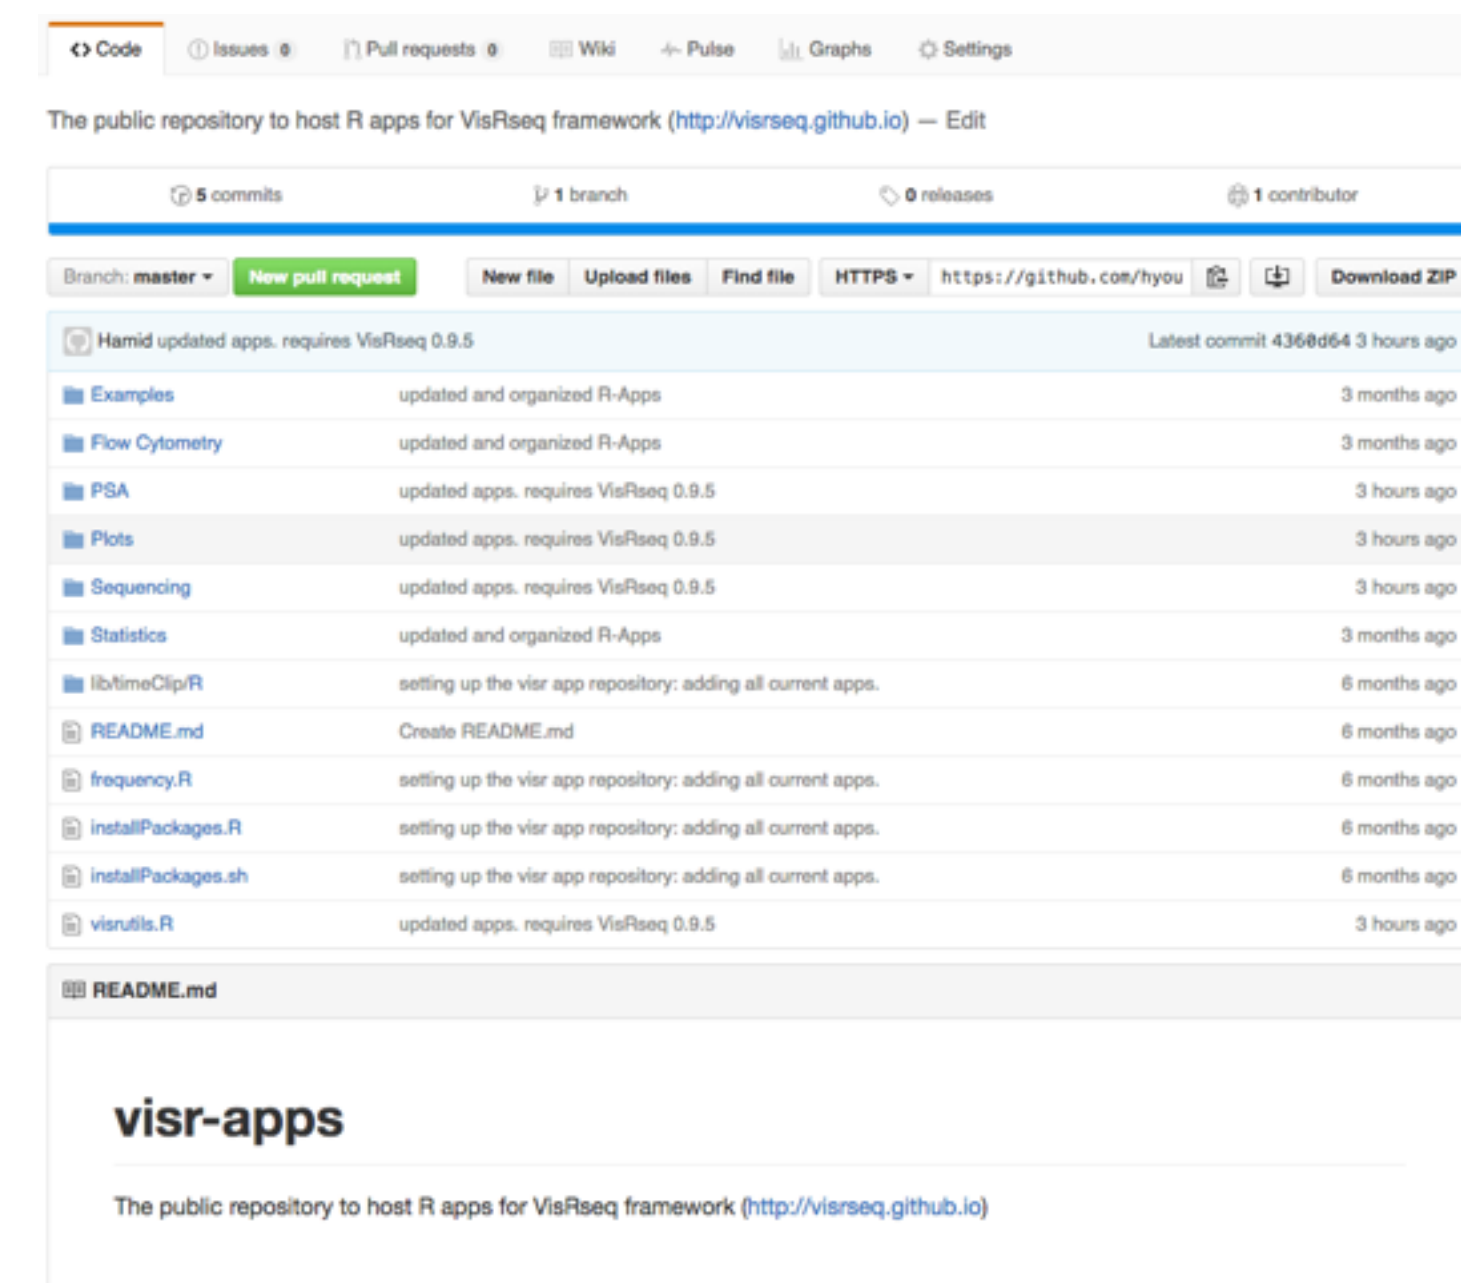 Code Issues 0 Pull requests 0 Wiki Pulse Graphs Settings
The public repository to host R apps for VisRseq framework (http://visrseq.github.io) — Edit
5 commits 1 branch 0 releases 1 contributor
Branch: master New pull request New file Upload files Find file HTTPS https://github.com/hyou Download ZIP
Hamid updated apps. requires VisRseq 0.9.5 Latest commit 4360d64 3 hours ago
Examples updated and organized R-Apps 3 months ago
Flow Cytometry updated and organized R-Apps 3 months ago
PSA updated apps. requires VisRseq 0.9.5 3 hours ago
Plots updated apps. requires VisRseq 0.9.5 3 hours ago
Sequencing updated apps. requires VisRseq 0.9.5 3 hours ago
Statistics updated and organized R-Apps 3 months ago
lib/timeClip/R setting up the visr app repository: adding all current apps. 6 months ago
README.md Create README.md 6 months ago
frequency.R setting up the visr app repository: adding all current apps. 6 months ago
installPackages.R setting up the visr app repository: adding all current apps. 6 months ago
installPackages.sh setting up the visr app repository: adding all current apps. 6 months ago
visrutils.R updated apps. requires VisRseq 0.9.5 3 hours ago
README.md
visr-apps
The public repository to host R apps for VisRseq framework (http://visrseq.github.io)